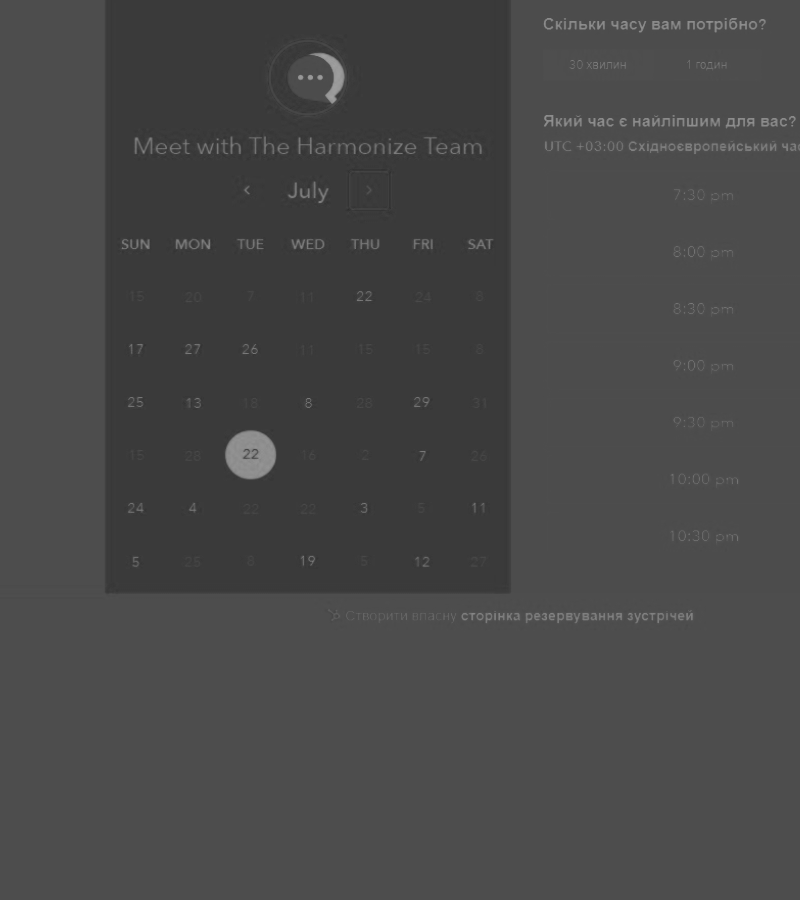 Meet with The Harmonize Team
July
SUN MON TUE WED THU FRI SAT
15 20 7 11 22 24 8
17 27 26 11 15 15 8
25 13 18 8 28 29 31
15 28 22 16 2 7 26
24 4 22 22 3 5 11
5 25 8 19 5 12 27
Скільки часу вам потрібно?
30 хвилин 1 годин
Який час є найліпшим для вас?
UTC +03:00 Східноєвропейський час
7:30 pm
8:00 pm
8:30 pm
9:00 pm
9:30 pm
10:00 pm
10:30 pm
Створити власну сторінка резервування зустрічей